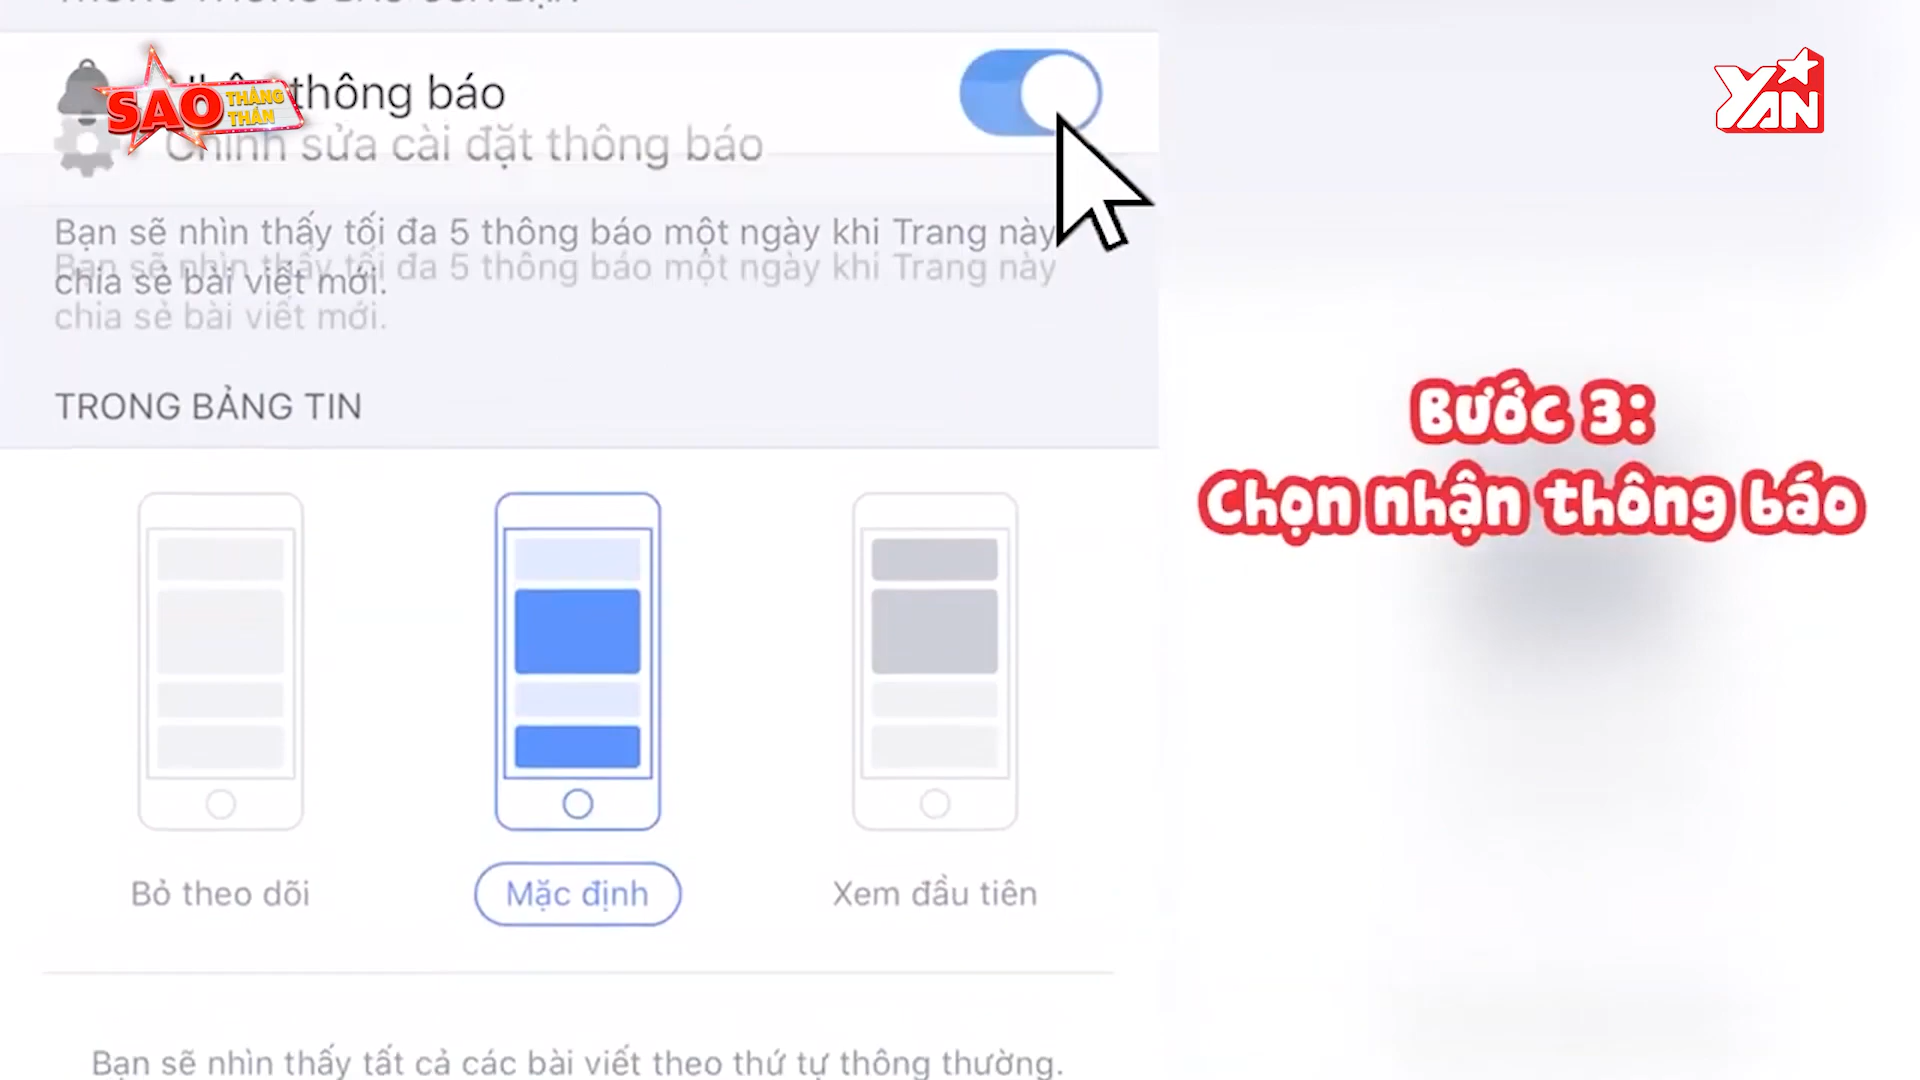 SAO THẲNG THẮN
thông báo
Chỉnh sửa cài đặt thông báo
Bạn sẽ nhìn thấy tối đa 5 thông báo một ngày khi Trang này
chia sẻ bài viết mới.
Bạn sẽ nhìn thấy tối đa 5 thông báo một ngày khi Trang này
chia sẻ bài viết mới.
TRONG BẢNG TIN
Bỏ theo dõi
Mặc định
Xem đầu tiên
Bạn sẽ nhìn thấy tất cả các bài viết theo thứ tự thông thường.
YAN
Bước 3:
Chọn nhận thông báo